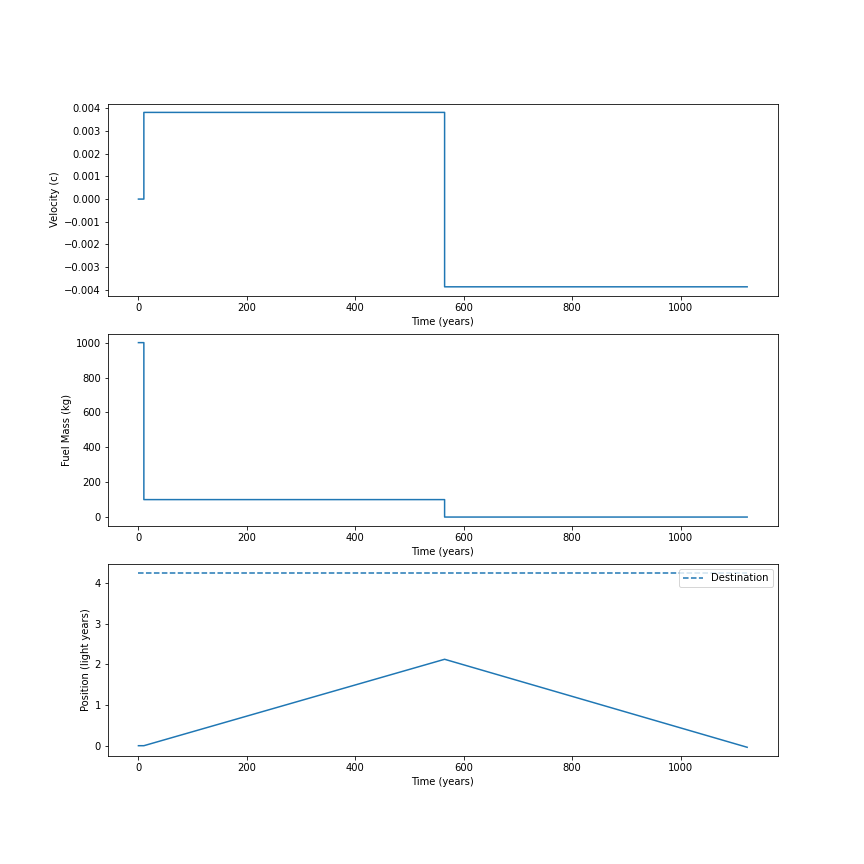 0.004
0.003
0.002
0.001
0.000
−0.001
−0.002
−0.003
−0.004
Velocity (c)
0 200 400 600 800 1000
Time (years)
1000
800
600
400
200
0
Fuel Mass (kg)
0 200 400 600 800 1000
Time (years)
4
3
2
1
0
Position (light years)
Destination
0 200 400 600 800 1000
Time (years)